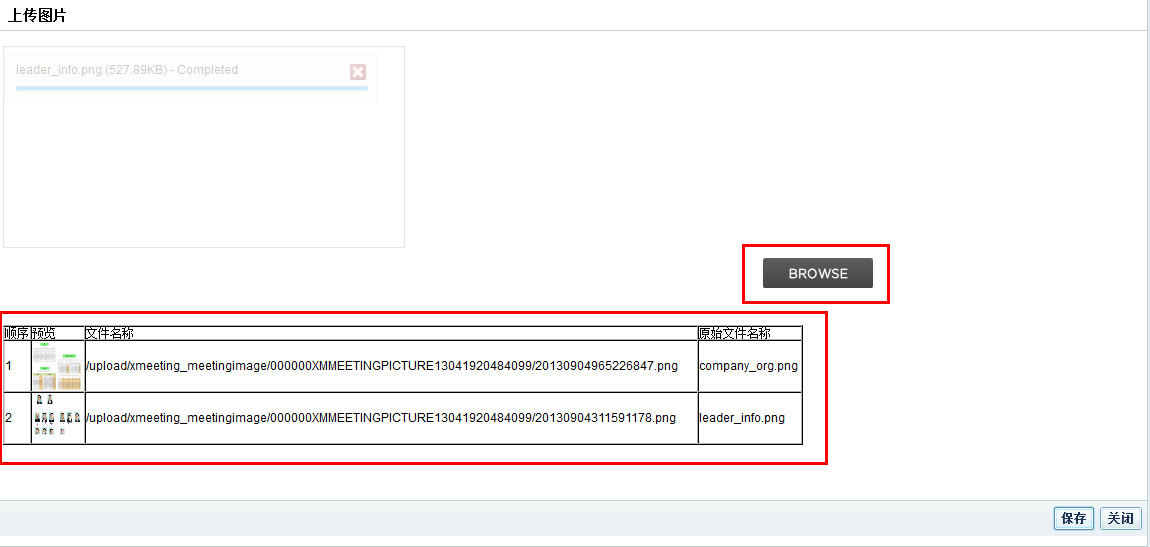 上传图片
leader_info.png (527.89KB) - Completed
BROWSE
顺序 预览 文件名称 原始文件名称
1 /upload/xmeeting_meetingimage/000000XMMEETINGPICTURE13041920484099/20130904965226847.png company_org.png
2 /upload/xmeeting_meetingimage/000000XMMEETINGPICTURE13041920484099/20130904311591178.png leader_info.png
保存 关闭